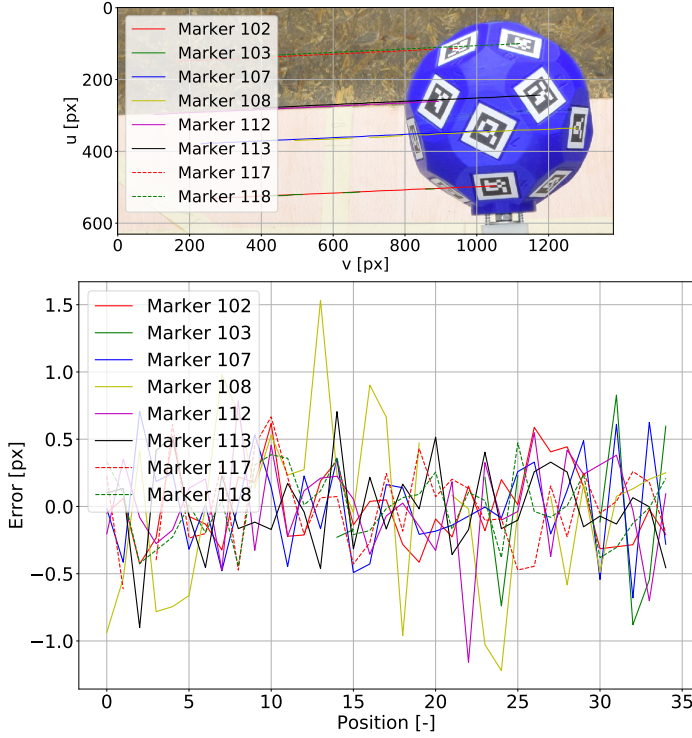 0
200
400
600
u [px]
Marker 102
Marker 103
Marker 107
Marker 108
Marker 112
Marker 113
Marker 117
Marker 118
0 200 400 600 800 1000 1200
v [px]
1.5
1.0
0.5
0.0
−0.5
−1.0
Error [px]
Marker 102
Marker 103
Marker 107
Marker 108
Marker 112
Marker 113
Marker 117
Marker 118
0 5 10 15 20 25 30 35
Position [-]